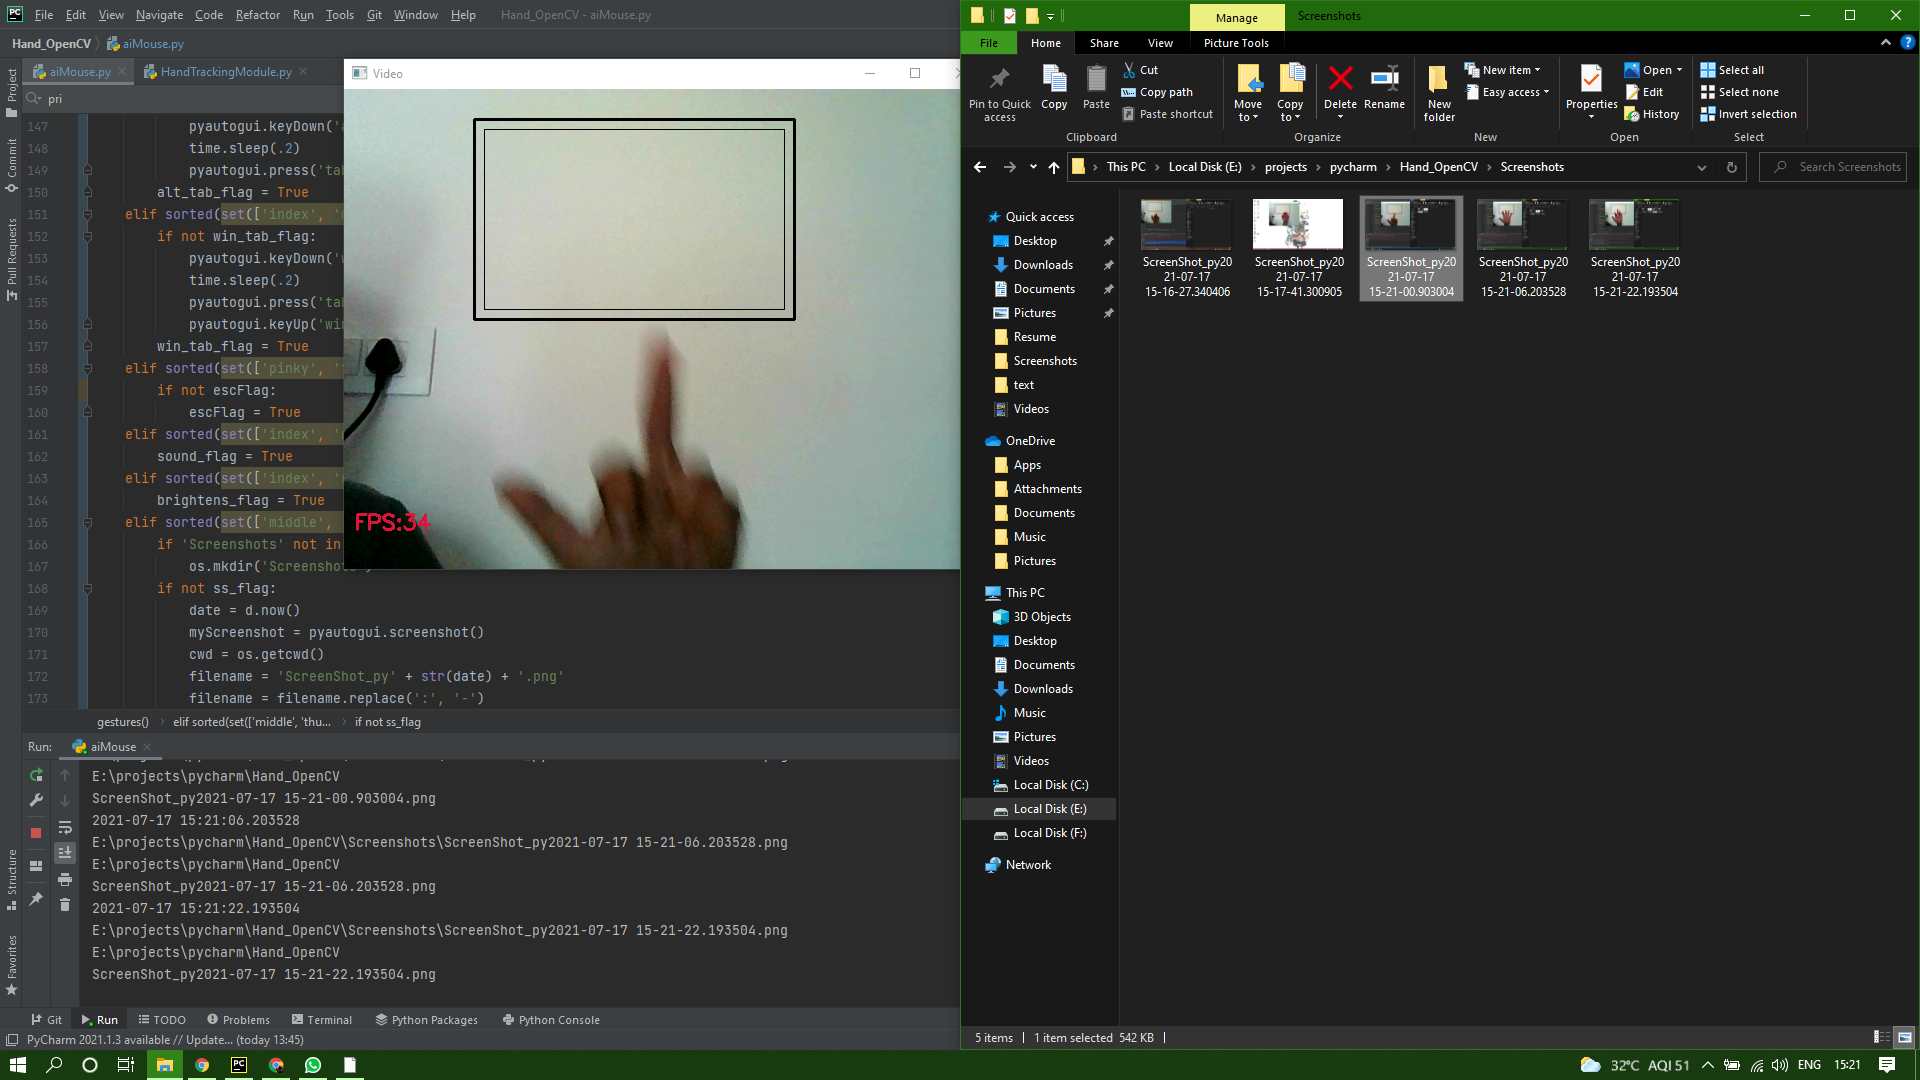 File Edit View Navigate Code Refactor Run Tools Git Window Help Hand_OpenCV - aiMouse.py
Hand_OpenCV aiMouse.py
aiMouse.py HandTrackingModule.py
pri
Project
Commit
Pull Requests
Structure
Favorites
Video
FPS:34
147 pyautogui.keyDown('
148 time.sleep(.2)
149 pyautogui.press('ta
150 alt_tab_flag = True
151 elif sorted(set(['index', '
152 if not win_tab_flag:
153 pyautogui.keyDown('
154 time.sleep(.2)
155 pyautogui.press('ta
156 pyautogui.keyUp('wi
157 win_tab_flag = True
158 elif sorted(set(['pinky', '
159 if not escFlag:
160 escFlag = True
161 elif sorted(set(['index', '
162 sound_flag = True
163 elif sorted(set(['index', '
164 brightens_flag = True
165 elif sorted(set(['middle',
166 if 'Screenshots' not in
167 os.mkdir('Screenshots')
168 if not ss_flag:
169 date = d.now()
170 myScreenshot = pyautogui.screenshot()
171 cwd = os.getcwd()
172 filename = 'ScreenShot_py' + str(date) + '.png'
173 filename = filename.replace(':', '-')
gestures() elif sorted(set(['middle', 'thu... if not ss_flag
Run: aiMouse
E:\projects\pycharm\Hand_OpenCV
ScreenShot_py2021-07-17 15-21-00.903004.png
2021-07-17 15:21:06.203528
E:\projects\pycharm\Hand_OpenCV\Screenshots\ScreenShot_py2021-07-17 15-21-06.203528.png
E:\projects\pycharm\Hand_OpenCV
ScreenShot_py2021-07-17 15-21-06.203528.png
2021-07-17 15:21:22.193504
E:\projects\pycharm\Hand_OpenCV\Screenshots\ScreenShot_py2021-07-17 15-21-22.193504.png
E:\projects\pycharm\Hand_OpenCV
ScreenShot_py2021-07-17 15-21-22.193504.png
Git Run TODO Problems Terminal Python Packages Python Console
PyCharm 2021.1.3 available // Update... (today 13:45)
Manage Screenshots
File Home Share View Picture Tools
Pin to Quick access
Copy
Paste
Cut
Copy path
Paste shortcut
Clipboard
Move to
Copy to
Delete
Rename
Organize
New folder
New item
Easy access
New
Properties
Open
Edit
History
Open
Select all
Select none
Invert selection
Select
This PC Local Disk (E:) projects pycharm Hand_OpenCV Screenshots
Search Screenshots
Quick access
Desktop
Downloads
Documents
Pictures
Resume
Screenshots
text
Videos
OneDrive
Apps
Attachments
Documents
Music
Pictures
This PC
3D Objects
Desktop
Documents
Downloads
Music
Pictures
Videos
Local Disk (C:)
Local Disk (E:)
Local Disk (F:)
Network
ScreenShot_py20
21-07-17
15-16-27.340406
ScreenShot_py20
21-07-17
15-17-41.300905
ScreenShot_py20
21-07-17
15-21-00.903004
ScreenShot_py20
21-07-17
15-21-06.203528
ScreenShot_py20
21-07-17
15-21-22.193504
5 items 1 item selected 542 KB
32°C AQI 51 ENG 15:21